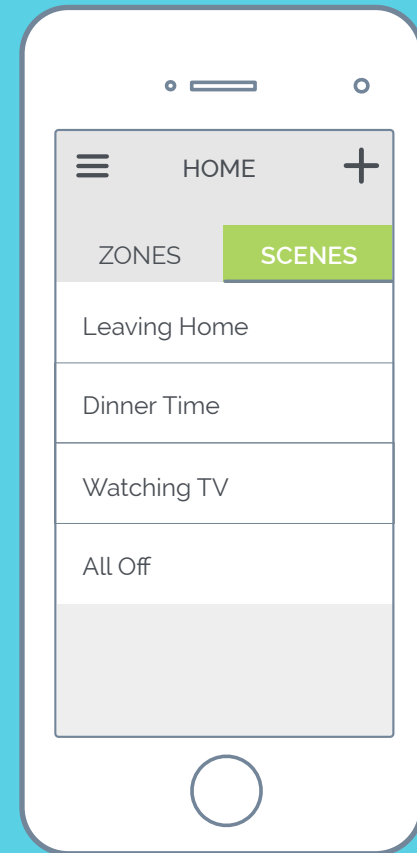 HOME
ZONES SCENES
Leaving Home
Dinner Time
Watching TV
All Off